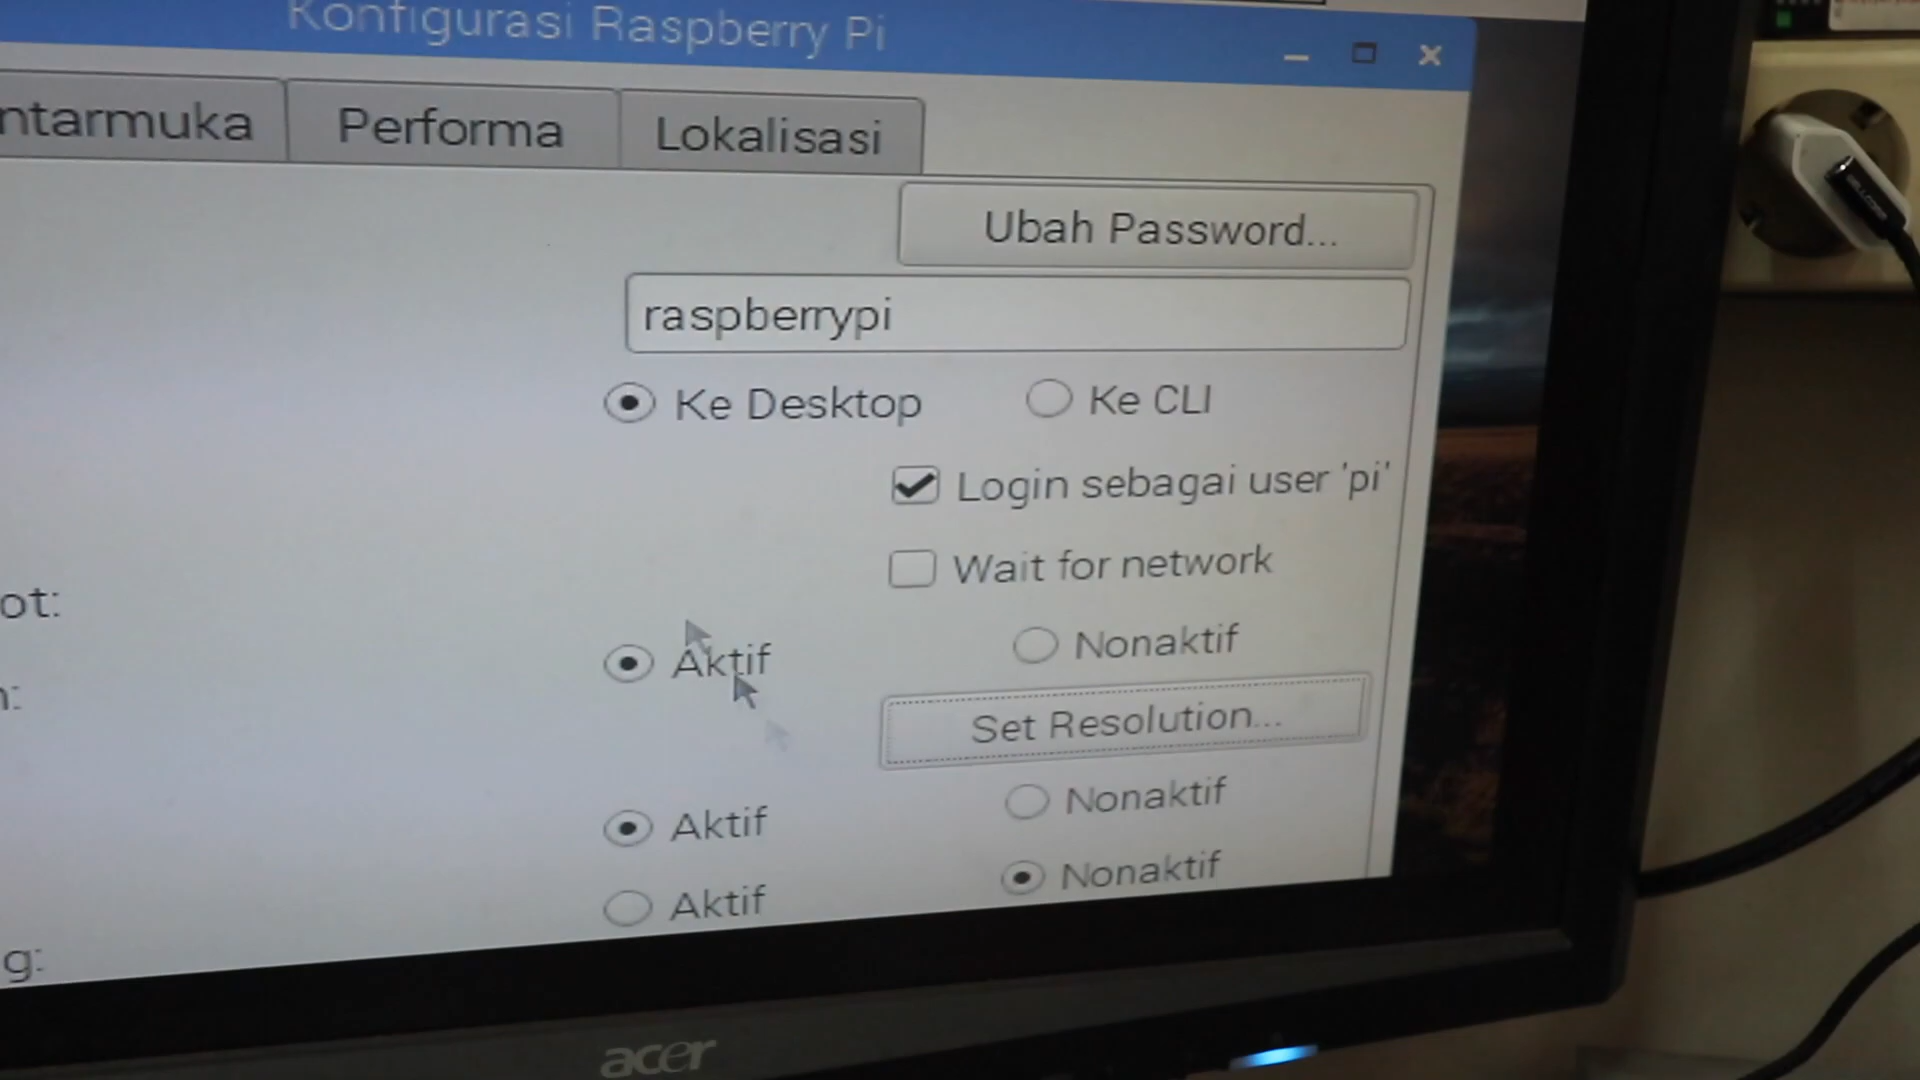 Konfigurasi Raspberry Pi
ntarmuka Performa Lokalisasi
Ubah Password...
raspberrypi
Ke Desktop Ke CLI
Login sebagai user 'pi'
Wait for network
ot:
Aktif Nonaktif
n:
Set Resolution...
Aktif Nonaktif
Aktif Nonaktif
g:
acer